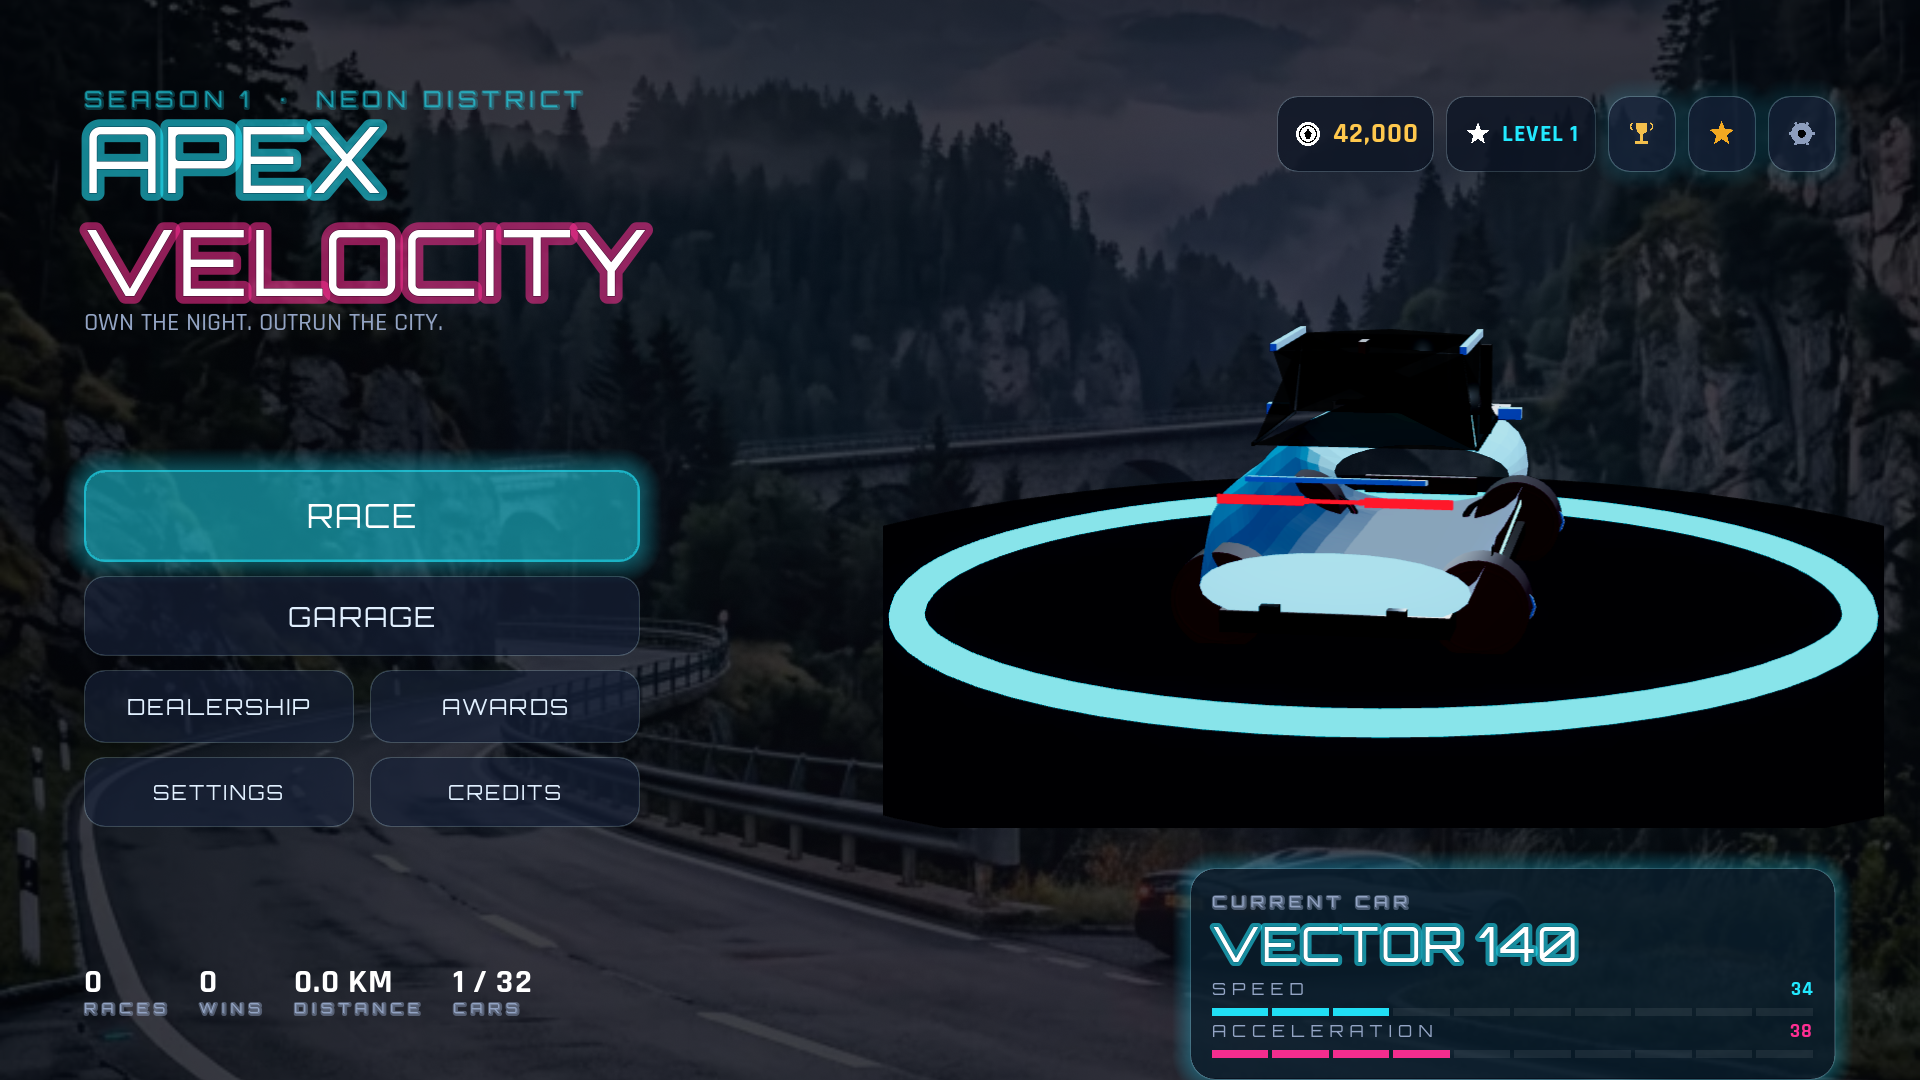 SEASON 1 · NEON DISTRICT
APEX
VELOCITY
OWN THE NIGHT. OUTRUN THE CITY.
42,000
LEVEL 1
RACE
GARAGE
DEALERSHIP
AWARDS
SETTINGS
CREDITS
0 RACES
0 WINS
0.0 KM DISTANCE
1 / 32 CARS
CURRENT CAR
VECTOR 140
SPEED 34
ACCELERATION 38